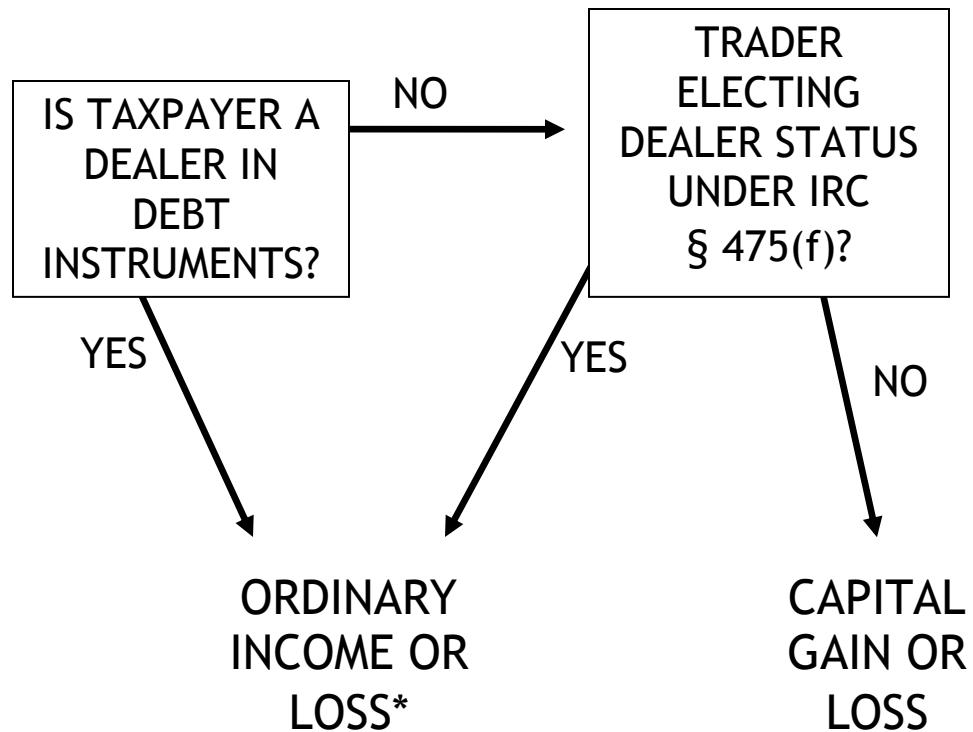 IS TAXPAYER A
DEALER IN
DEBT
INSTRUMENTS?
NO
TRADER
ELECTING
DEALER STATUS
UNDER IRC
§ 475(f)?
YES
YES
NO
ORDINARY
INCOME OR
LOSS*
CAPITAL
GAIN OR
LOSS